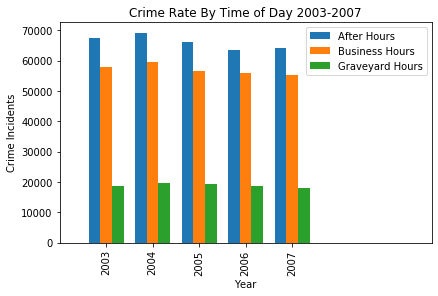 Crime Rate By Time of Day 2003-2007
After Hours
Business Hours
Graveyard Hours
Crime Incidents
70000
60000
50000
40000
30000
20000
10000
0
2003
2004
2005
2006
2007
Year